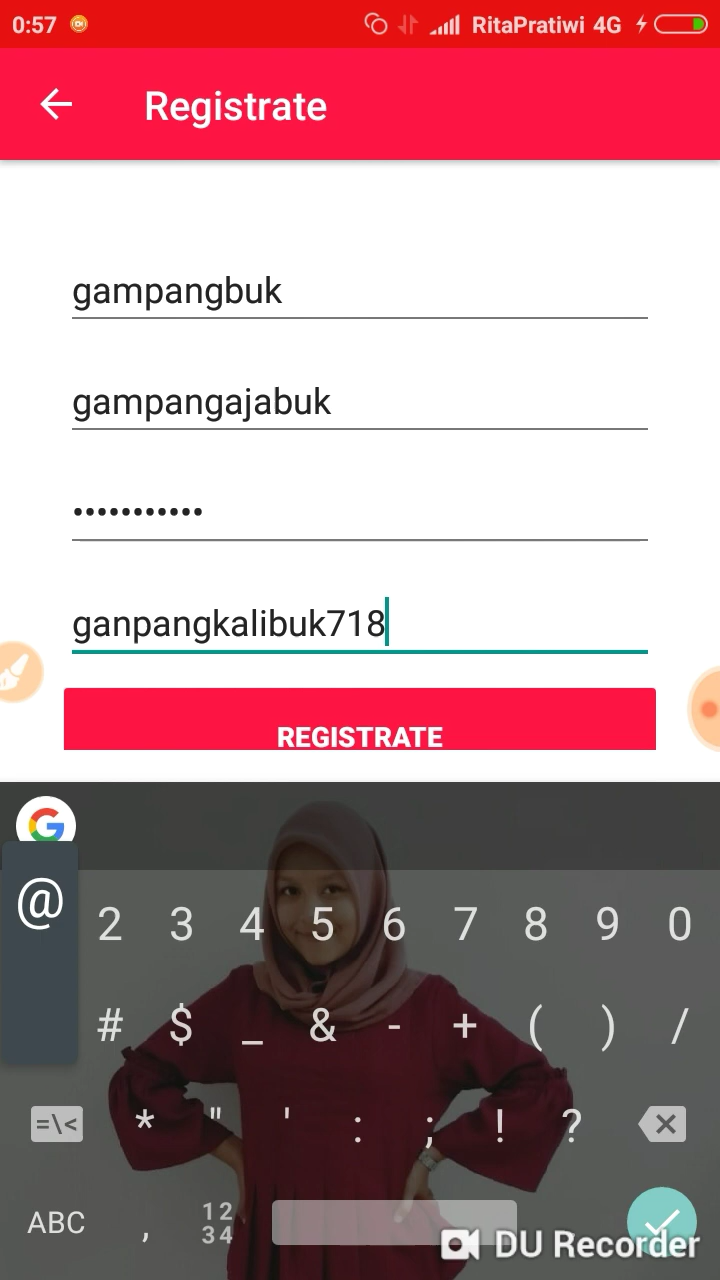 0:57 RitaPratiwi 4G
Registrate
gampangbuk
gampangajabuk
•••••••••••
ganpangkalibuk718
REGISTRATE
G
@ 2 3 4 5 6 7 8 9 0
# $ _ & - + ( ) /
=\< * " ' : ; ! ?
ABC , 12 34
DU Recorder